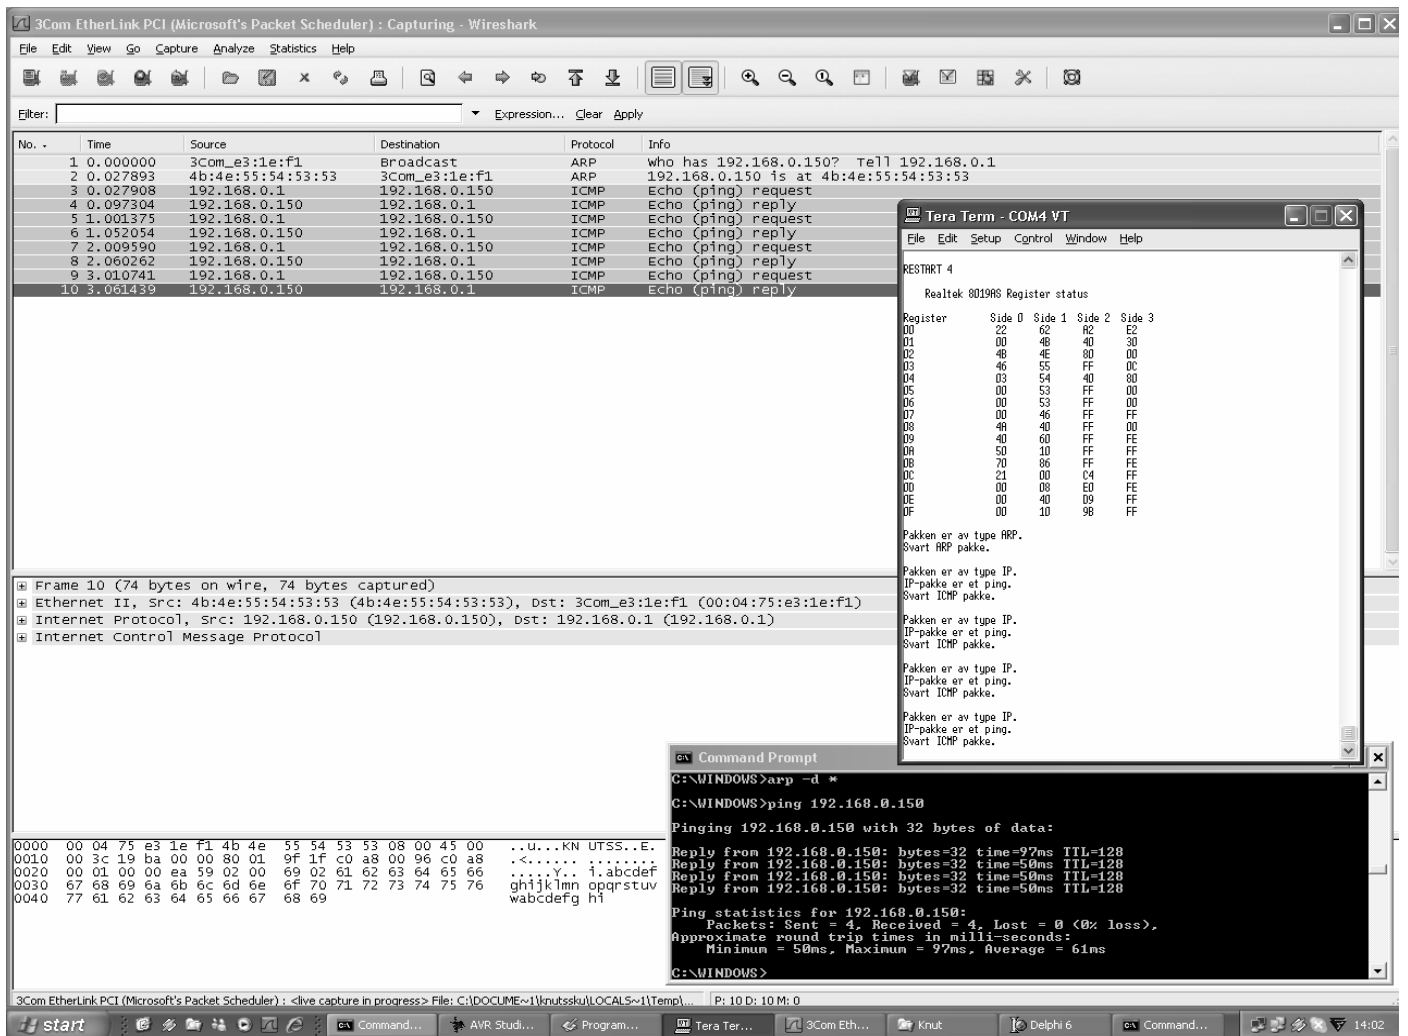 3Com EtherLink PCI (Microsoft's Packet Scheduler) : Capturing - Wireshark
File Edit View Go Capture Analyze Statistics Help
Filter: Expression... Clear Apply
No. - Time Source Destination Protocol Info
1 0.000000 3Com_e3:1e:f1 Broadcast ARP Who has 192.168.0.150? Tell 192.168.0.1
2 0.027893 4b:4e:55:54:53:53 3Com_e3:1e:f1 ARP 192.168.0.150 is at 4b:4e:55:54:53:53
3 0.027908 192.168.0.1 192.168.0.150 ICMP Echo (ping) request
4 0.097304 192.168.0.150 192.168.0.1 ICMP Echo (ping) reply
5 1.001375 192.168.0.1 192.168.0.150 ICMP Echo (ping) request
6 1.052054 192.168.0.150 192.168.0.1 ICMP Echo (ping) reply
7 2.009590 192.168.0.1 192.168.0.150 ICMP Echo (ping) request
8 2.060262 192.168.0.150 192.168.0.1 ICMP Echo (ping) reply
9 3.010741 192.168.0.1 192.168.0.150 ICMP Echo (ping) request
10 3.061439 192.168.0.150 192.168.0.1 ICMP Echo (ping) reply
Tera Term - COM4 VT
File Edit Setup Control Window Help
RESTART 4
Realtek 8019AS Register status
Register Side 0 Side 1 Side 2 Side 3
00 22 62 A2 E2
01 00 4B 40 30
02 4B 4E 80 00
03 46 55 FF 0C
04 03 54 40 80
05 00 53 FF 00
06 00 53 FF 00
07 00 46 FF FF
08 4A 40 FF 00
09 40 60 FF FE
0A 50 10 FF FF
0B 70 86 FF FE
0C 21 00 C4 FF
0D 00 08 E0 FE
0E 00 40 D9 FF
0F 00 10 9B FF
Pakken er av type ARP.
Svart ARP pakke.
Pakken er av type IP.
IP-pakke er et ping.
Svart ICMP pakke.
Pakken er av type IP.
IP-pakke er et ping.
Svart ICMP pakke.
Pakken er av type IP.
IP-pakke er et ping.
Svart ICMP pakke.
Pakken er av type IP.
IP-pakke er et ping.
Svart ICMP pakke.
Frame 10 (74 bytes on wire, 74 bytes captured)
Ethernet II, Src: 4b:4e:55:54:53:53 (4b:4e:55:54:53:53), Dst: 3Com_e3:1e:f1 (00:04:75:e3:1e:f1)
Internet Protocol, Src: 192.168.0.150 (192.168.0.150), Dst: 192.168.0.1 (192.168.0.1)
Internet Control Message Protocol
0000 00 04 75 e3 1e f1 4b 4e 55 54 53 53 08 00 45 00 ..u...KN UTSS..E.
0010 00 3c 19 ba 00 00 80 01 9f 1f c0 a8 00 96 c0 a8 .<...... ........
0020 00 01 00 00 ea 59 02 00 69 02 61 62 63 64 65 66 .....Y.. i.abcdef
0030 67 68 69 6a 6b 6c 6d 6e 6f 70 71 72 73 74 75 76 ghijklmn opqrstuv
0040 77 61 62 63 64 65 66 67 68 69 wabcdefg hi
Command Prompt
C:\WINDOWS>arp -d *
C:\WINDOWS>ping 192.168.0.150
Pinging 192.168.0.150 with 32 bytes of data:
Reply from 192.168.0.150: bytes=32 time=97ms TTL=128
Reply from 192.168.0.150: bytes=32 time=50ms TTL=128
Reply from 192.168.0.150: bytes=32 time=50ms TTL=128
Reply from 192.168.0.150: bytes=32 time=50ms TTL=128
Ping statistics for 192.168.0.150:
Packets: Sent = 4, Received = 4, Lost = 0 (0% loss),
Approximate round trip times in milli-seconds:
Minimum = 50ms, Maximum = 97ms, Average = 61ms
C:\WINDOWS>
3Com EtherLink PCI (Microsoft's Packet Scheduler) : <live capture in progress> File: C:\DOCUME~1\knutssku\LOCALS~1\Temp\... P: 10 D: 10 M: 0
start Command... AVR Studi... Program... Tera Ter... 3Com Eth... Knut Delphi 6 Command... 14:02